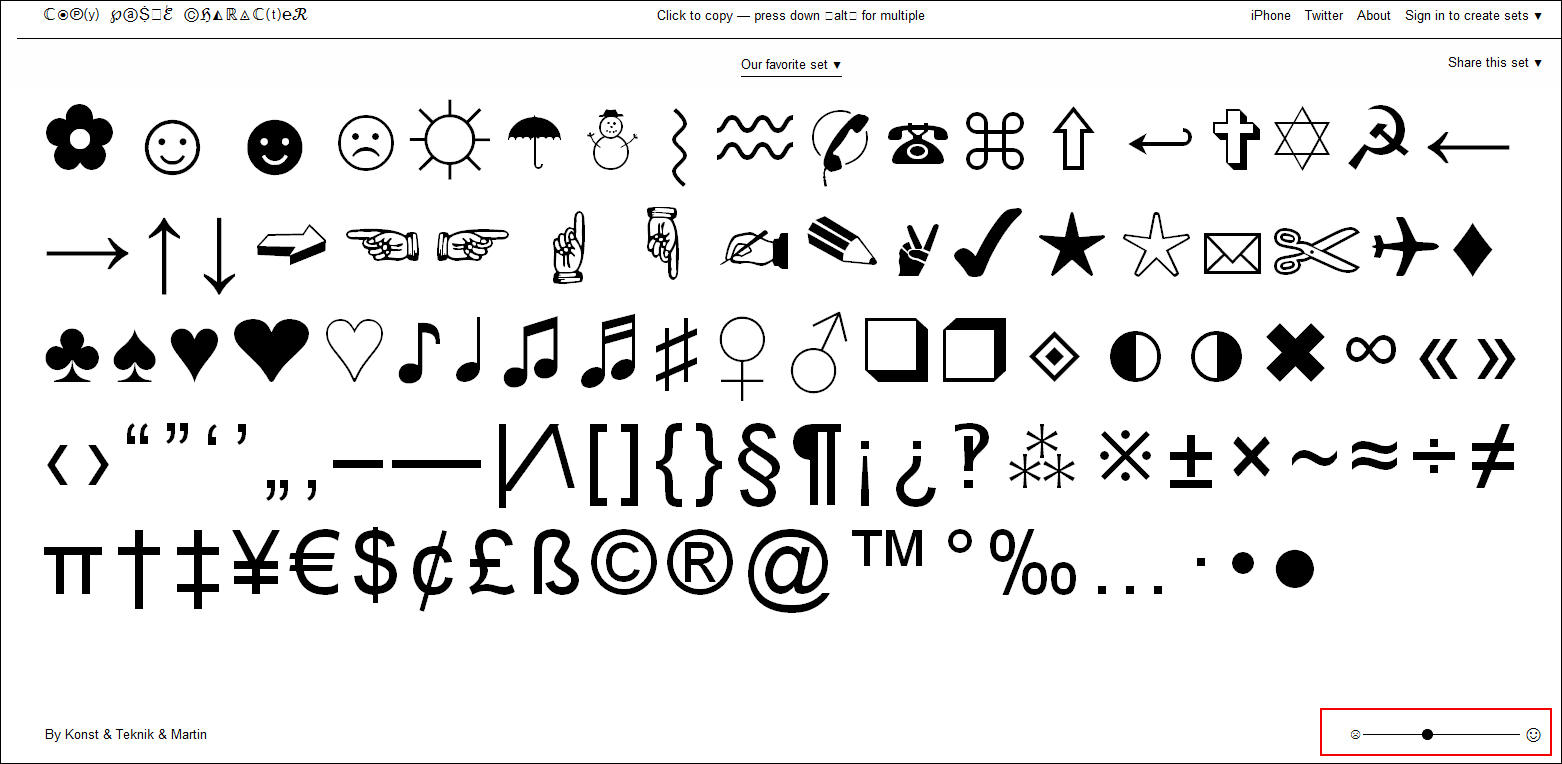 ℂ⦿℗⒴ ℘ⓐṨ□ℰ́ ©ℌ◭ℝ◬ℂ⒯℮ℛ
Click to copy — press down □alt□ for multiple
iPhone Twitter About Sign in to create sets ▼
Our favorite set ▼
Share this set ▼
✿ ☺ ☻ ☹ ☼ ☂ ☃ ⌇ ♒ ✆ ☎ ⌘ ⇧ ↩ ✞ ✡ ☭ ←
→ ↑ ↓ ➫ ☜ ☞ ☝ ☟ ✍ ✎ ✌ ✔ ★ ☆ ✉ ✂ ✈ ♦
♣ ♠ ♥ ❤ ♡ ♪ ♩ ♫ ♬ ♯ ♀ ♂ ❏ ❒ ◈ ◐ ◑ ✖ ∞ « »
‹ › “ ” ‘ ’ „ ‚ – — | / \ [ ] { } § ¶ ¡ ¿ ‽ ⁂ ※ ± × ~ ≈ ÷ ≠
π † ‡ ¥ € $ ¢ £ ß © ® @ ™ ° ‰ … · • ●
By Konst & Teknik & Martin
☹ ☺